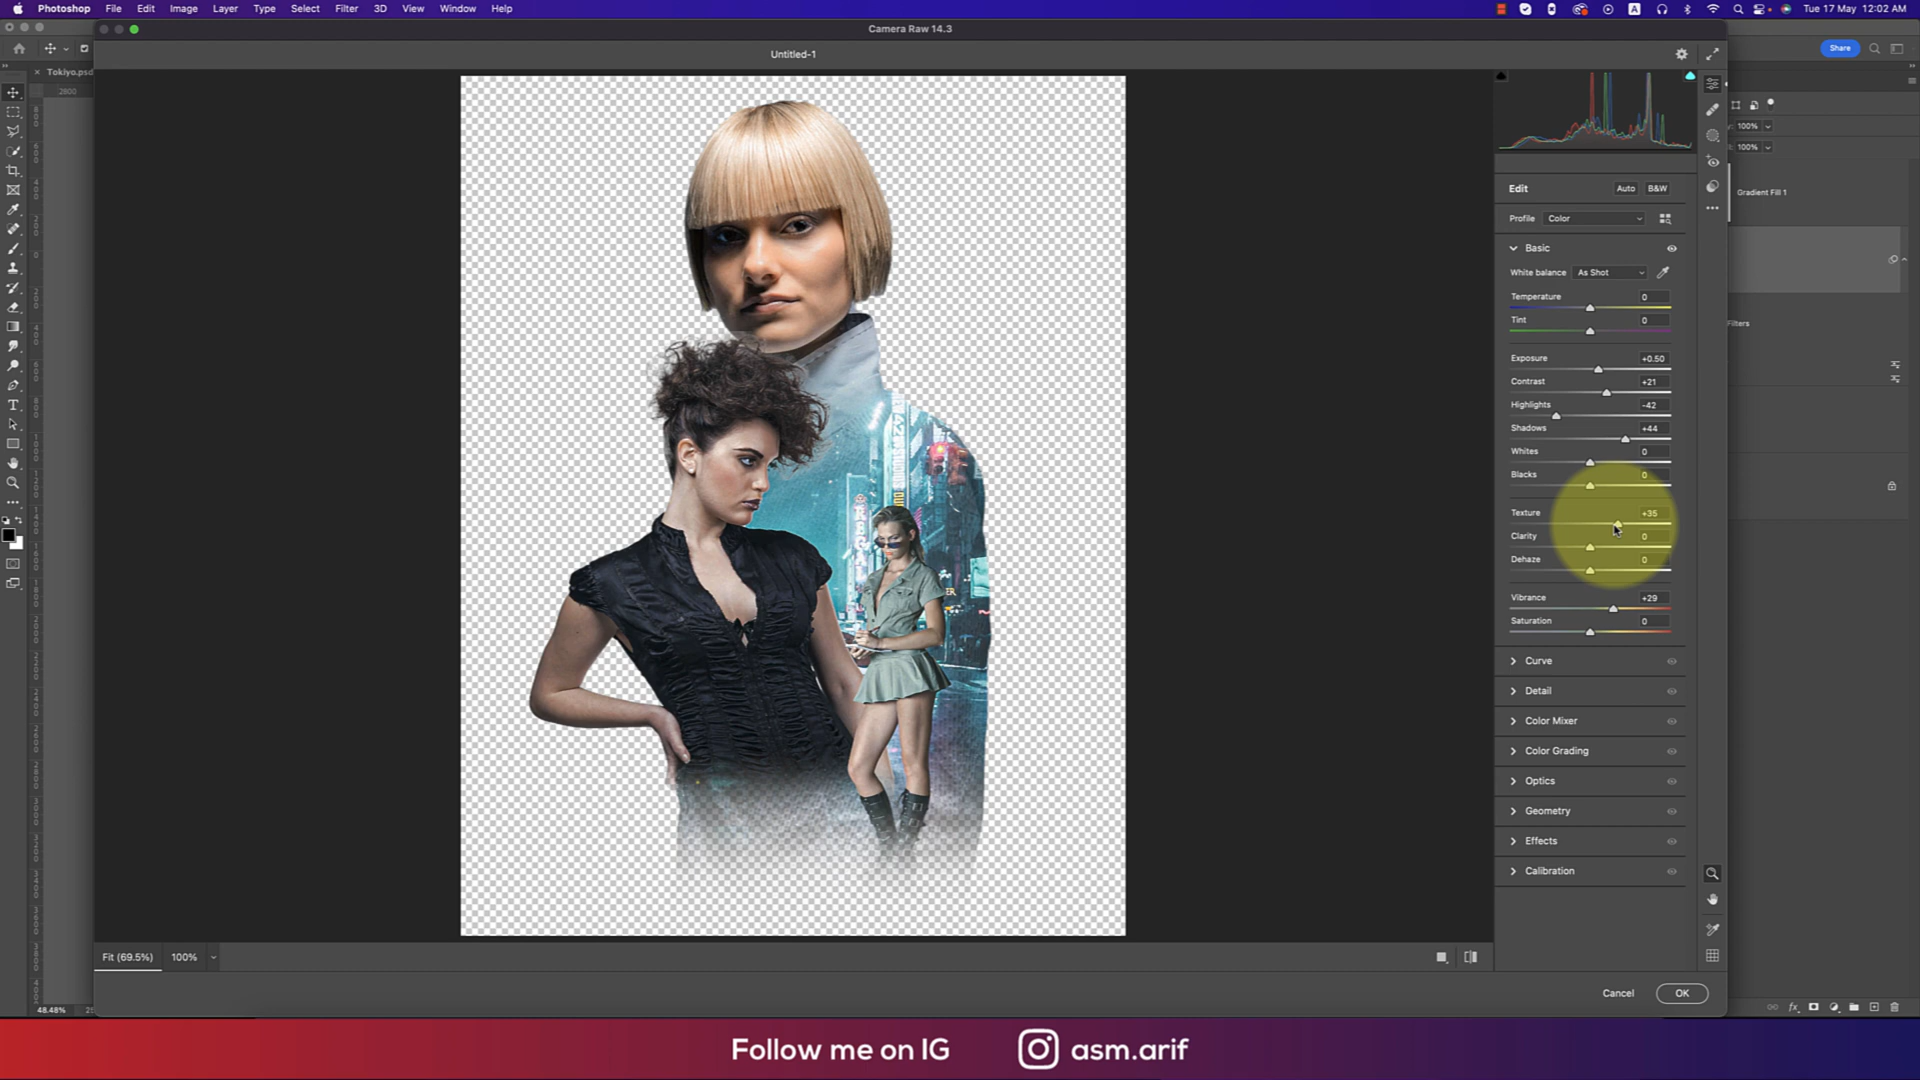 Photoshop File Edit Image Layer Type Select Filter 3D View Window Help
Tue 17 May 12:02 AM
Camera Raw 14.3
Share
Untitled-1
Tokiyo.psd
2800
Edit Auto B&W
Profile Color
Basic
White balance As Shot
Temperature 0
Tint 0
Exposure +0.50
Contrast +21
Highlights -42
Shadows +44
Whites 0
Blacks 0
Texture +35
Clarity 0
Dehaze 0
Vibrance +29
Saturation 0
Curve
Detail
Color Mixer
Color Grading
Optics
Geometry
Effects
Calibration
100%
100%
Gradient Fill 1
Fit (69.5%) 100%
Cancel OK
48.48%
Follow me on IG asm.arif